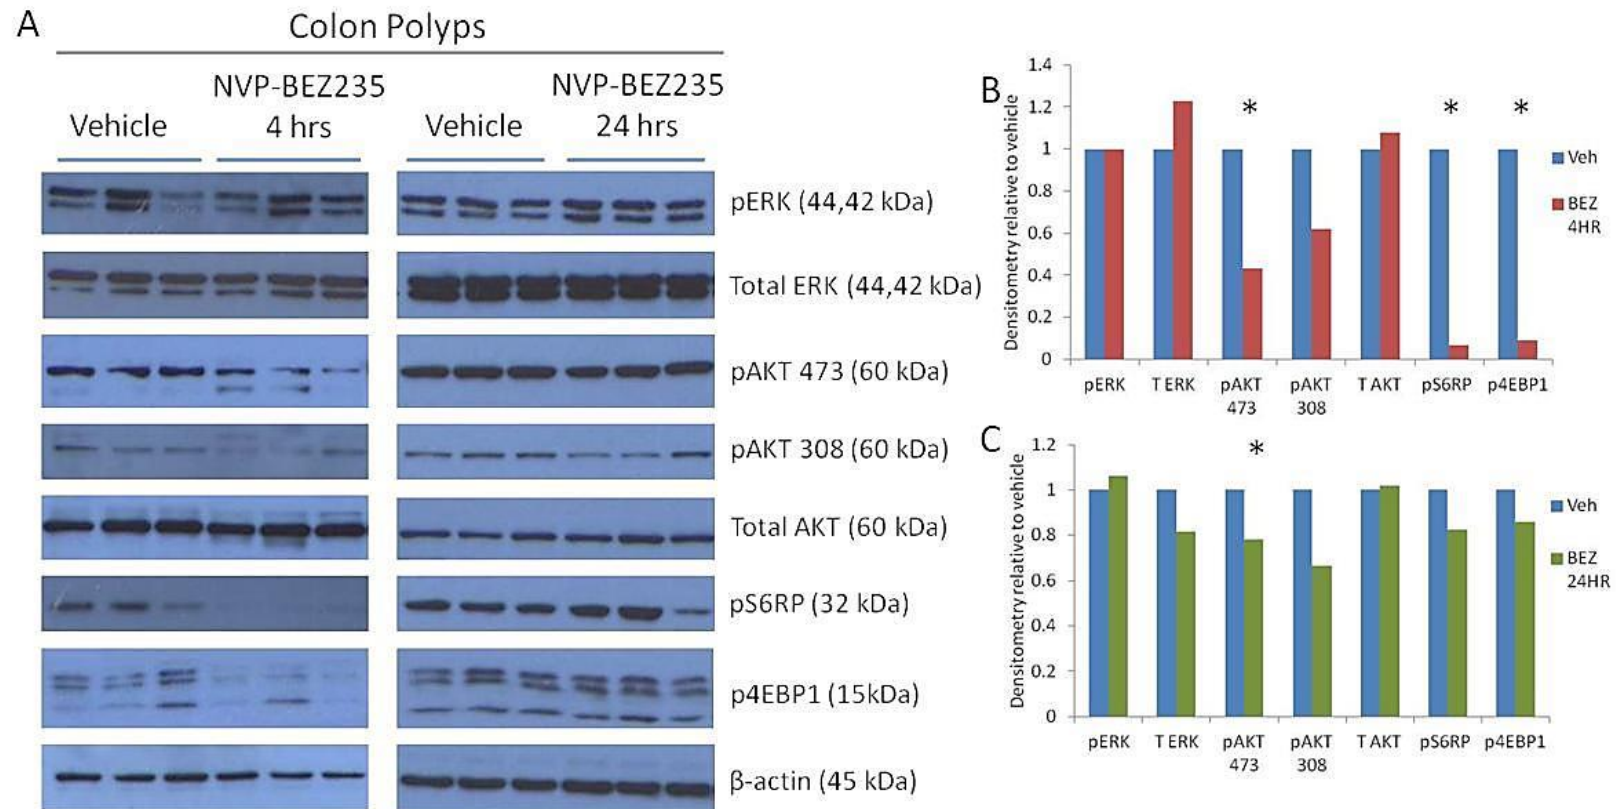 A
Colon Polyps
Vehicle
NVP-BEZ235
4 hrs
Vehicle
NVP-BEZ235
24 hrs
pERK (44,42 kDa)
Total ERK (44,42 kDa)
pAKT 473 (60 kDa)
pAKT 308 (60 kDa)
Total AKT (60 kDa)
pS6RP (32 kDa)
p4EBP1 (15kDa)
β-actin (45 kDa)
B
Densitometry relative to vehicle
1.4
1.2
1
0.8
0.6
0.4
0.2
0
* * *
pERK T ERK pAKT 473 pAKT 308 T AKT pS6RP p4EBP1
Veh
BEZ
4HR
C
Densitometry relative to vehicle
1.2
1
0.8
0.6
0.4
0.2
0
*
pERK T ERK pAKT 473 pAKT 308 T AKT pS6RP p4EBP1
Veh
BEZ
24HR